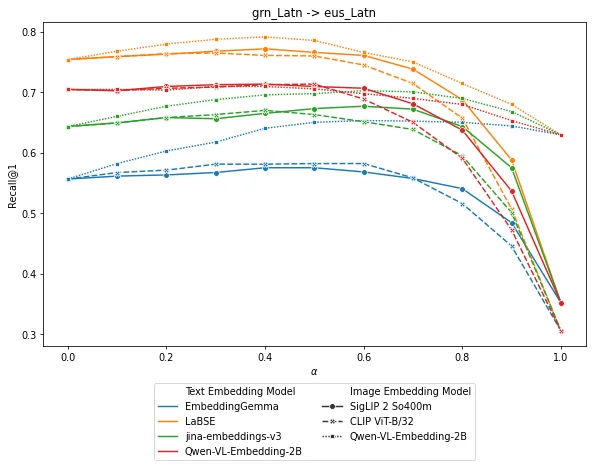 grn_Latn -> eus_Latn
0.8
0.7
0.6
0.5
0.4
0.3
Recall@1
0.0 0.2 0.4 0.6 0.8 1.0
α
Text Embedding Model
EmbeddingGemma
LaBSE
jina-embeddings-v3
Qwen-VL-Embedding-2B
Image Embedding Model
SigLIP 2 So400m
CLIP ViT-B/32
Qwen-VL-Embedding-2B